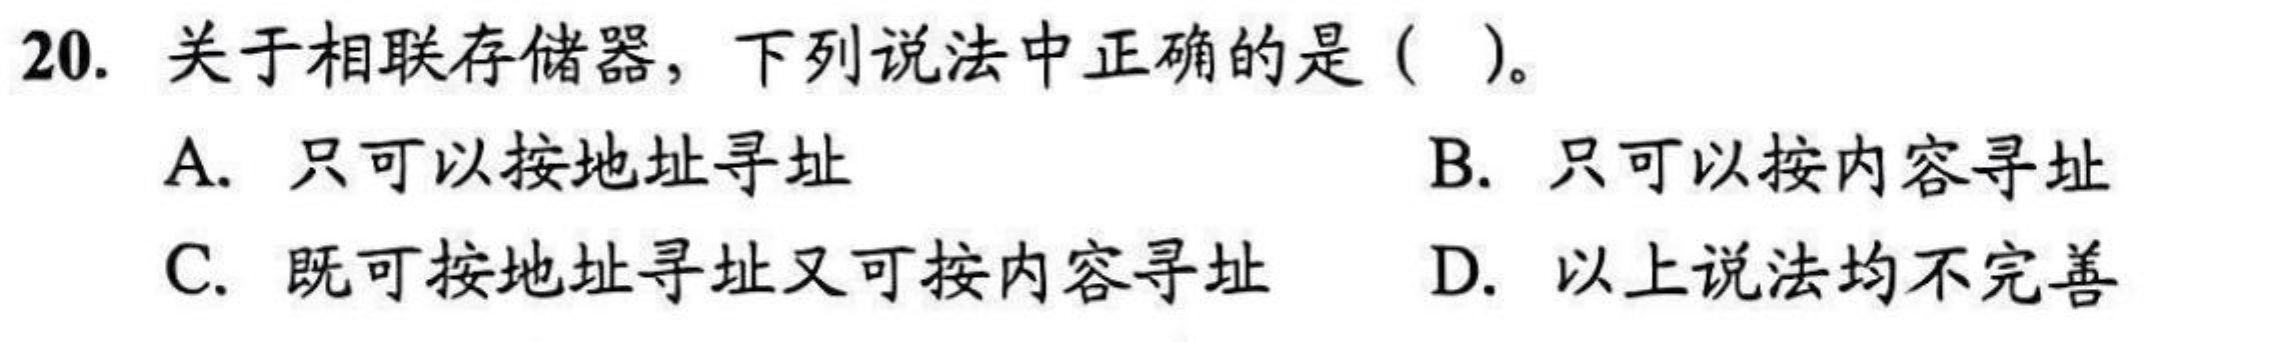 20. 关于相联存储器，下列说法中正确的是（ ）。
A. 只可以按地址寻址 B. 只可以按内容寻址
C. 既可按地址寻址又可按内容寻址 D. 以上说法均不完善